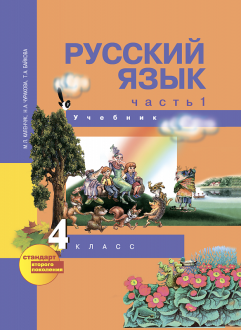 М.Л. КАЛЕНЧУК, Н.А. ЧУРАКОВА, Т.А. БАЙКОВА
РУССКИЙ
ЯЗЫК
часть 1
Учебник
4
КЛАСС
стандарт
второго
поколения